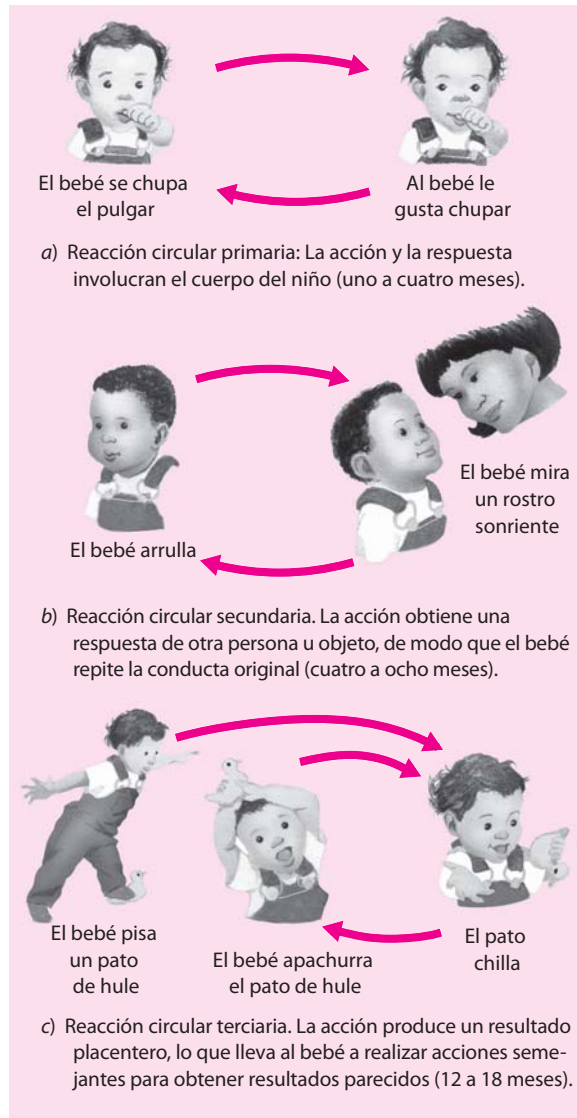 El bebé se chupa
el pulgar
Al bebé le
gusta chupar
a) Reacción circular primaria: La acción y la respuesta
involucran el cuerpo del niño (uno a cuatro meses).
El bebé arrulla
El bebé mira
un rostro
sonriente
b) Reacción circular secundaria. La acción obtiene una
respuesta de otra persona u objeto, de modo que el bebé
repite la conducta original (cuatro a ocho meses).
El bebé pisa
un pato
de hule
El bebé apachurra
el pato de hule
El pato
chilla
c) Reacción circular terciaria. La acción produce un resultado
placentero, lo que lleva al bebé a realizar acciones seme-
jantes para obtener resultados parecidos (12 a 18 meses).